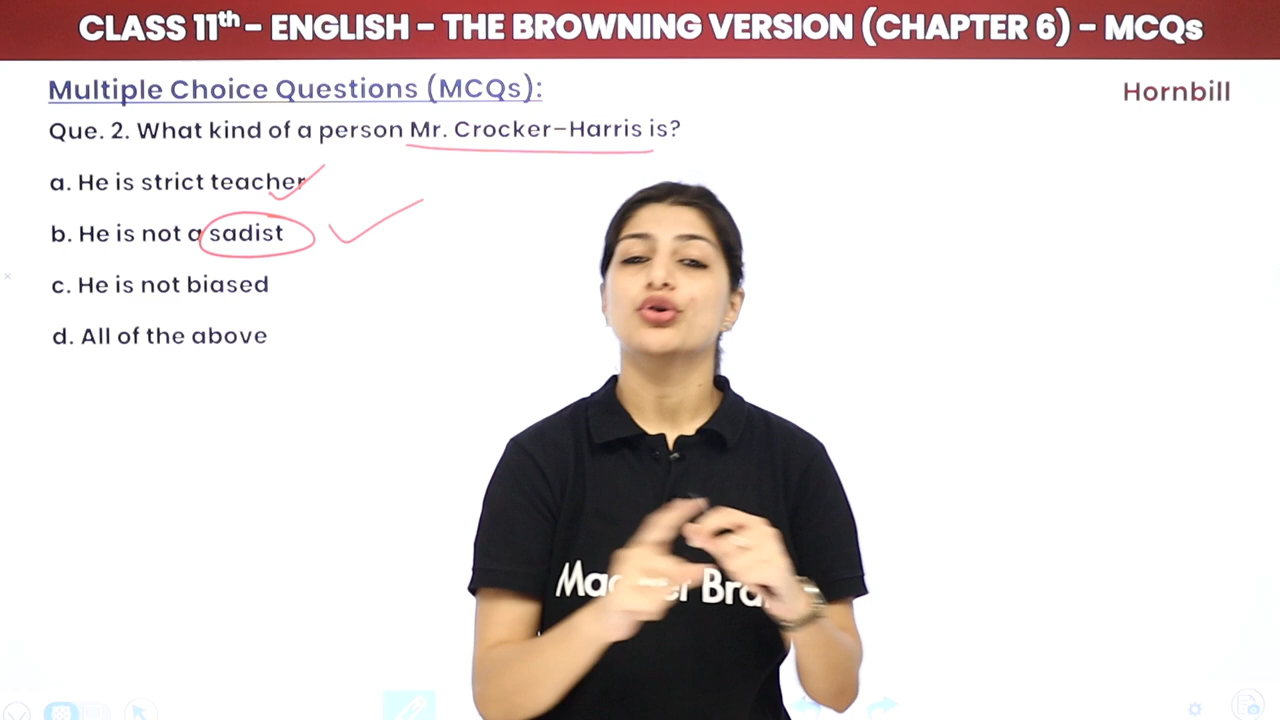 CLASS 11th - ENGLISH - THE BROWNING VERSION (CHAPTER 6) - MCQs
Multiple Choice Questions (MCQs):
Hornbill
Que. 2. What kind of a person Mr. Crocker-Harris is?
a. He is strict teacher
b. He is not a sadist
c. He is not biased
d. All of the above